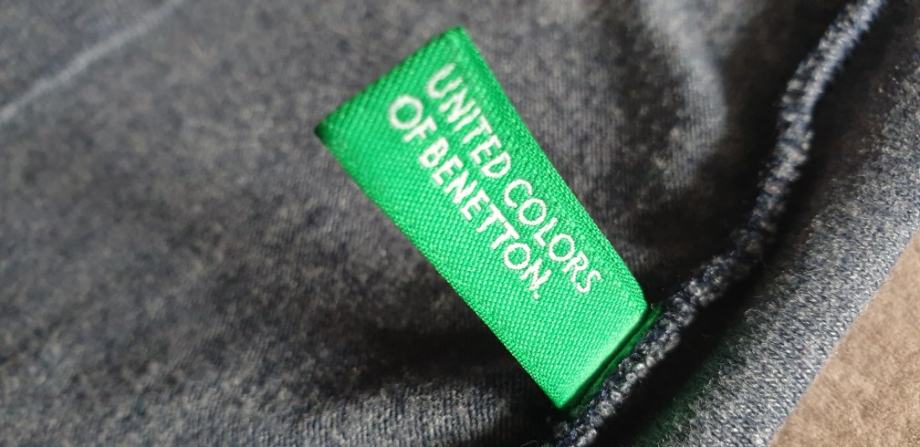 UNITED COLORS
OF BENETTON.